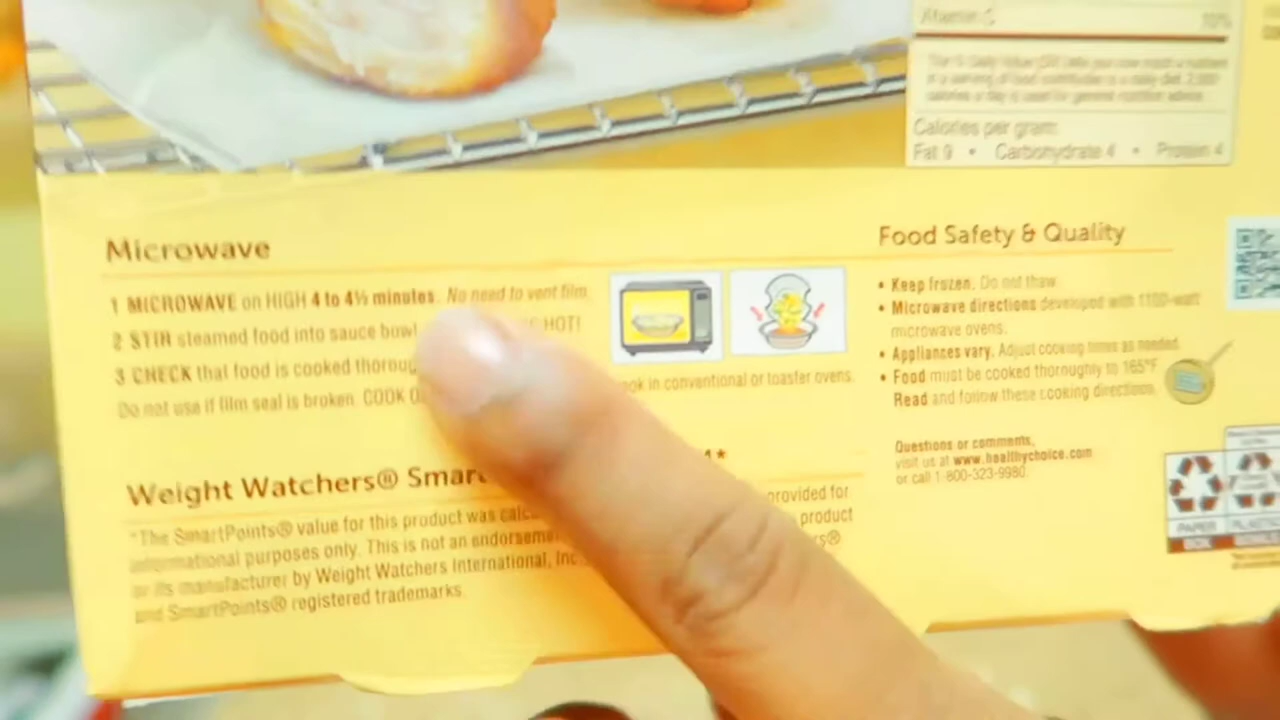 Vitamin C 10%
Calories per gram:
Fat 9 • Carbohydrate 4 • Protein 4
Microwave
1 MICROWAVE on HIGH 4 to 4½ minutes. No need to vent film.
2 STIR steamed food into sauce bowl HOT!
3 CHECK that food is cooked
Do not use if film seal is broken. COOK in conventional or toaster ovens.
Weight Watchers® Smart
*The SmartPoints® value for this product was provided for
informational purposes only. This is not an product
or its manufacturer by Weight Watchers International, Inc.
and SmartPoints® registered trademarks.
Food Safety & Quality
• Keep frozen. Do not thaw.
• Microwave directions developed with 1100-watt
microwave ovens.
• Appliances vary. Adjust cooking times as needed.
• Food must be cooked thoroughly to 165°F
Read and follow these cooking directions.
Questions or comments,
visit us at www.healthychoice.com
or call 1-800-323-9980.
PAPER
BOX
PLASTIC